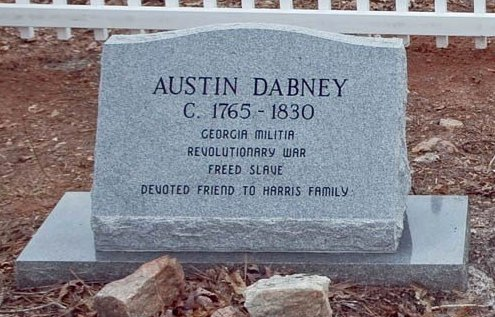 AUSTIN DABNEY
C. 1765 - 1830
GEORGIA MILITIA
REVOLUTIONARY WAR
FREED SLAVE
DEVOTED FRIEND TO HARRIS FAMILY